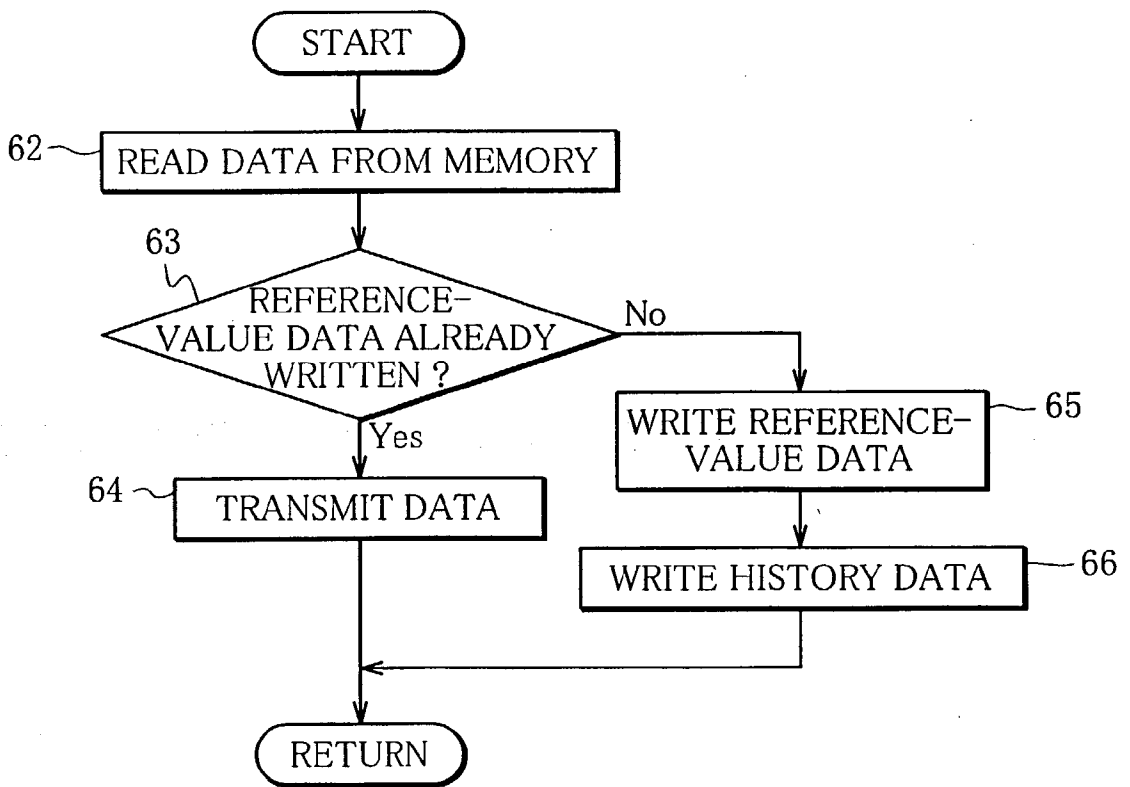 START
62
READ DATA FROM MEMORY
63
REFERENCE-
VALUE DATA ALREADY
WRITTEN ?
No
Yes
65
WRITE REFERENCE-
VALUE DATA
64
TRANSMIT DATA
66
WRITE HISTORY DATA
RETURN